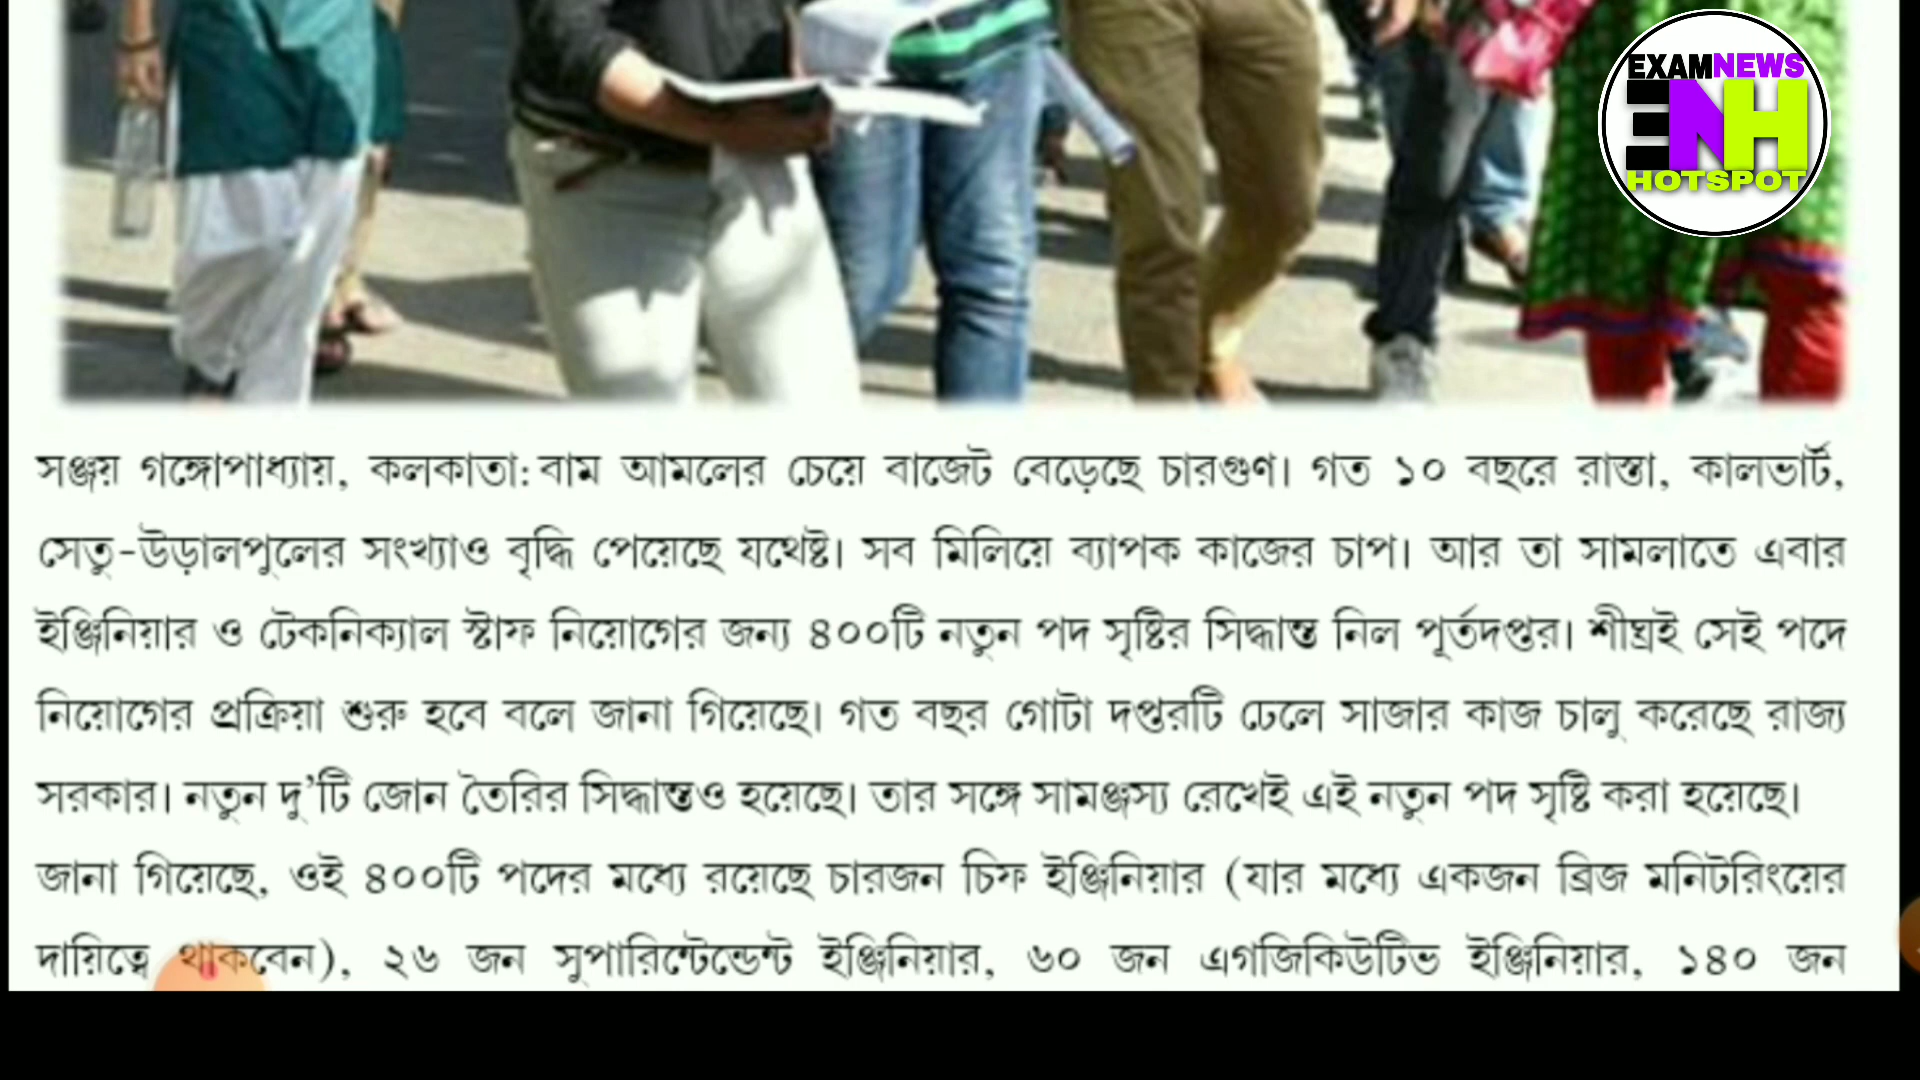 EXAMNEWS
ENH
HOTSPOT
সঞ্জয় গঙ্গোপাধ্যায়, কলকাতা: বাম আমলের চেয়ে বাজেট বেড়েছে চারগুণ। গত ১০ বছরে রাস্তা, কালভার্ট,
সেতু-উড়ালপুলের সংখ্যাও বৃদ্ধি পেয়েছে যথেষ্ট। সব মিলিয়ে ব্যাপক কাজের চাপ। আর তা সামলাতে এবার
ইঞ্জিনিয়ার ও টেকনিক্যাল স্টাফ নিয়োগের জন্য ৪০০টি নতুন পদ সৃষ্টির সিদ্ধান্ত নিল পূর্তদপ্তর। শীঘ্রই সেই পদে
নিয়োগের প্রক্রিয়া শুরু হবে বলে জানা গিয়েছে। গত বছর গোটা দপ্তরটি ঢেলে সাজার কাজ চালু করেছে রাজ্য
সরকার। নতুন দু'টি জোন তৈরির সিদ্ধান্তও হয়েছে। তার সঙ্গে সামঞ্জস্য রেখেই এই নতুন পদ সৃষ্টি করা হয়েছে।
জানা গিয়েছে, ওই ৪০০টি পদের মধ্যে রয়েছে চারজন চিফ ইঞ্জিনিয়ার (যার মধ্যে একজন ব্রিজ মনিটরিংয়ের
দায়িত্বে থাকবেন), ২৬ জন সুপারিন্টেন্ডেন্ট ইঞ্জিনিয়ার, ৬০ জন এগজিকিউটিভ ইঞ্জিনিয়ার, ১৪০ জন